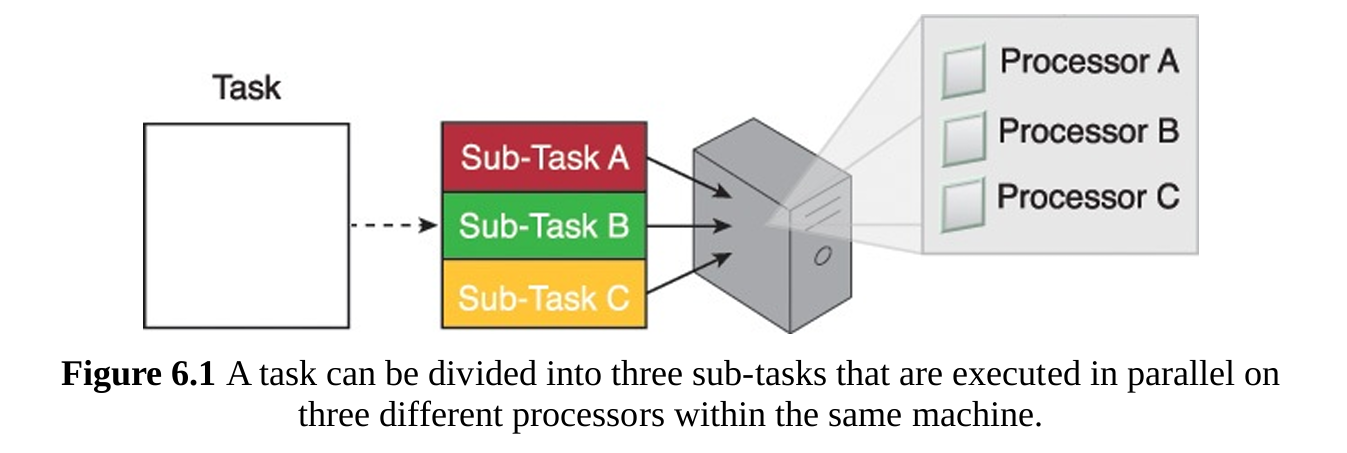 Task
Sub-Task A
Sub-Task B
Sub-Task C
Processor A
Processor B
Processor C
Figure 6.1 A task can be divided into three sub-tasks that are executed in parallel on
three different processors within the same machine.